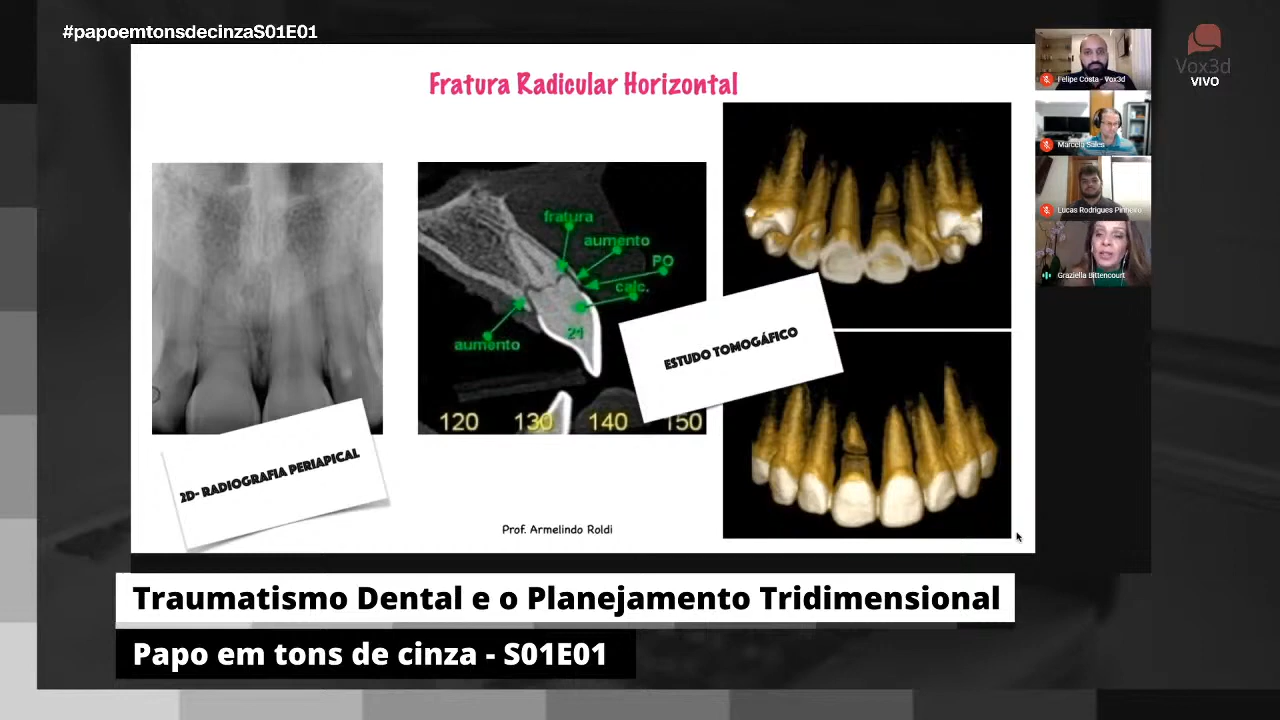 #papoemtonsdecinzaS01E01
Vox3d
VIVO
Fratura Radicular Horizontal
Felipe Costa - Vox3d
Marcelo Sales
Lucas Rodrigues Pinheiro
Graziella Bittencourt
fratura
aumento
PO
calc.
21
aumento
120 130 140 150
ESTUDO TOMOGÁFICO
2D- RADIOGRAFIA PERIAPICAL
Prof. Armelindo Roldi
Traumatismo Dental e o Planejamento Tridimensional
Papo em tons de cinza - S01E01